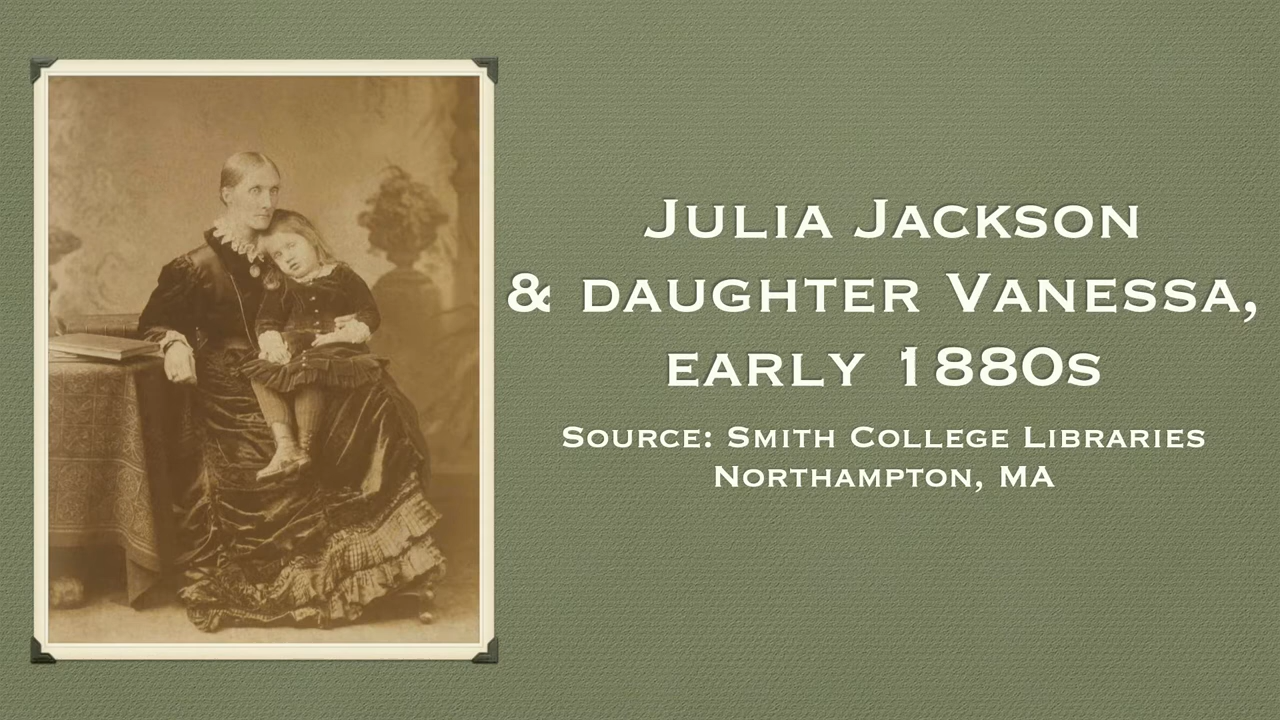 Julia Jackson
& daughter Vanessa,
early 1880s
Source: Smith College Libraries
Northampton, MA